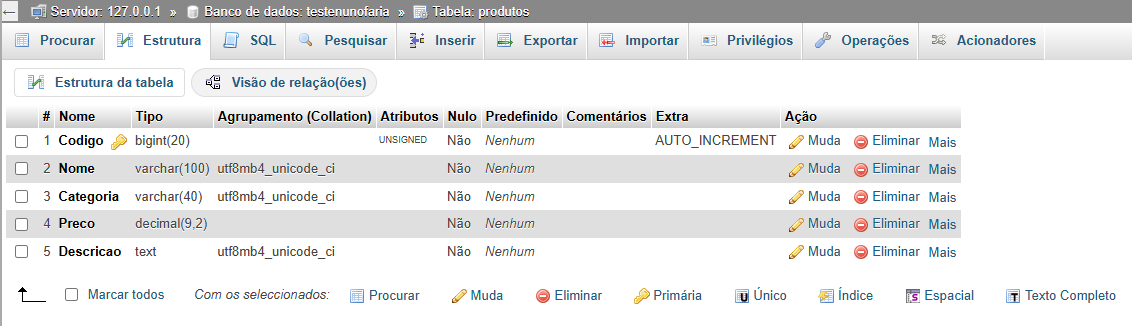 Servidor: 127.0.0.1 » Banco de dados: testenunofaria » Tabela: produtos
Procurar Estrutura SQL Pesquisar Inserir Exportar Importar Privilégios Operações Acionadores
Estrutura da tabela Visão de relação(ões)
# Nome Tipo Agrupamento (Collation) Atributos Nulo Predefinido Comentários Extra Ação
1 Codigo bigint(20) UNSIGNED Não Nenhum AUTO_INCREMENT Muda Eliminar Mais
2 Nome varchar(100) utf8mb4_unicode_ci Não Nenhum Muda Eliminar Mais
3 Categoria varchar(40) utf8mb4_unicode_ci Não Nenhum Muda Eliminar Mais
4 Preco decimal(9,2) Não Nenhum Muda Eliminar Mais
5 Descricao text utf8mb4_unicode_ci Não Nenhum Muda Eliminar Mais
Marcar todos Com os seleccionados: Procurar Muda Eliminar Primária U Único Índice S Espacial T Texto Completo